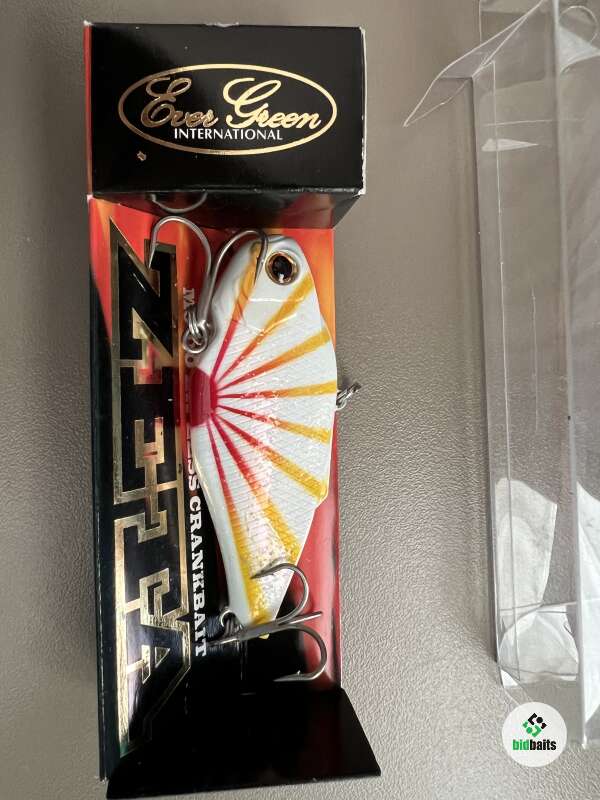 Ever Green
INTERNATIONAL
ZETA
CRANKBAIT
bidbaits